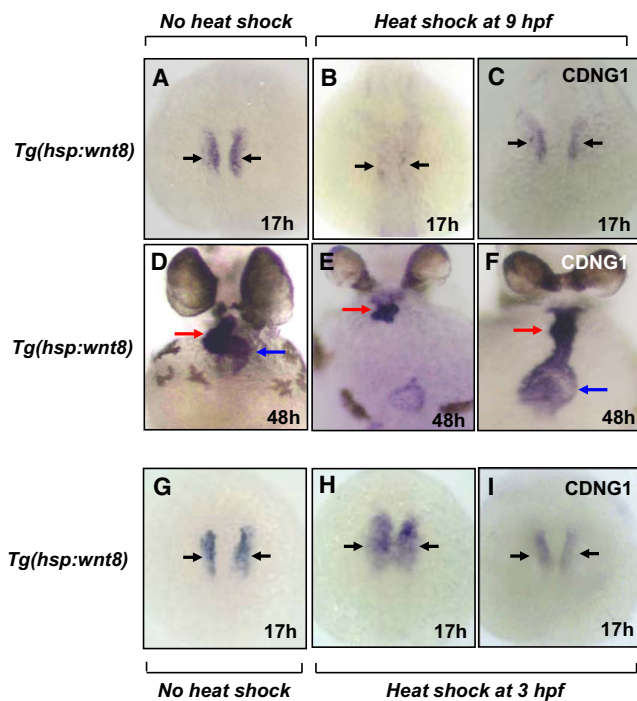 No heat shock
Heat shock at 9 hpf
A
B
C
CDNG1
Tg(hsp:wnt8)
17h
17h
17h
D
E
F
CDNG1
Tg(hsp:wnt8)
48h
48h
48h
G
H
I
CDNG1
Tg(hsp:wnt8)
17h
17h
17h
No heat shock
Heat shock at 3 hpf